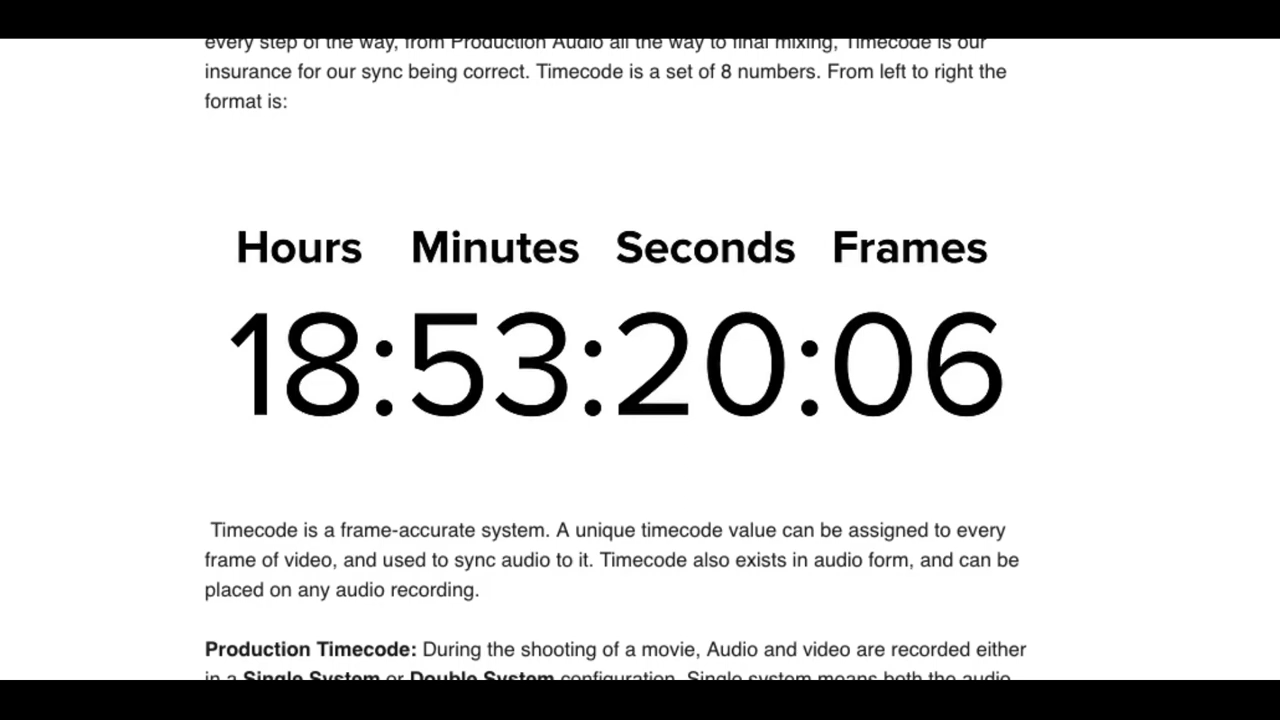 every step of the way, from Production Audio all the way to final mixing, Timecode is our
insurance for our sync being correct. Timecode is a set of 8 numbers. From left to right the
format is:
Hours Minutes Seconds Frames
18:53:20:06
Timecode is a frame-accurate system. A unique timecode value can be assigned to every
frame of video, and used to sync audio to it. Timecode also exists in audio form, and can be
placed on any audio recording.
Production Timecode: During the shooting of a movie, Audio and video are recorded either
in a Single System or Double System configuration. Single system means both the audio